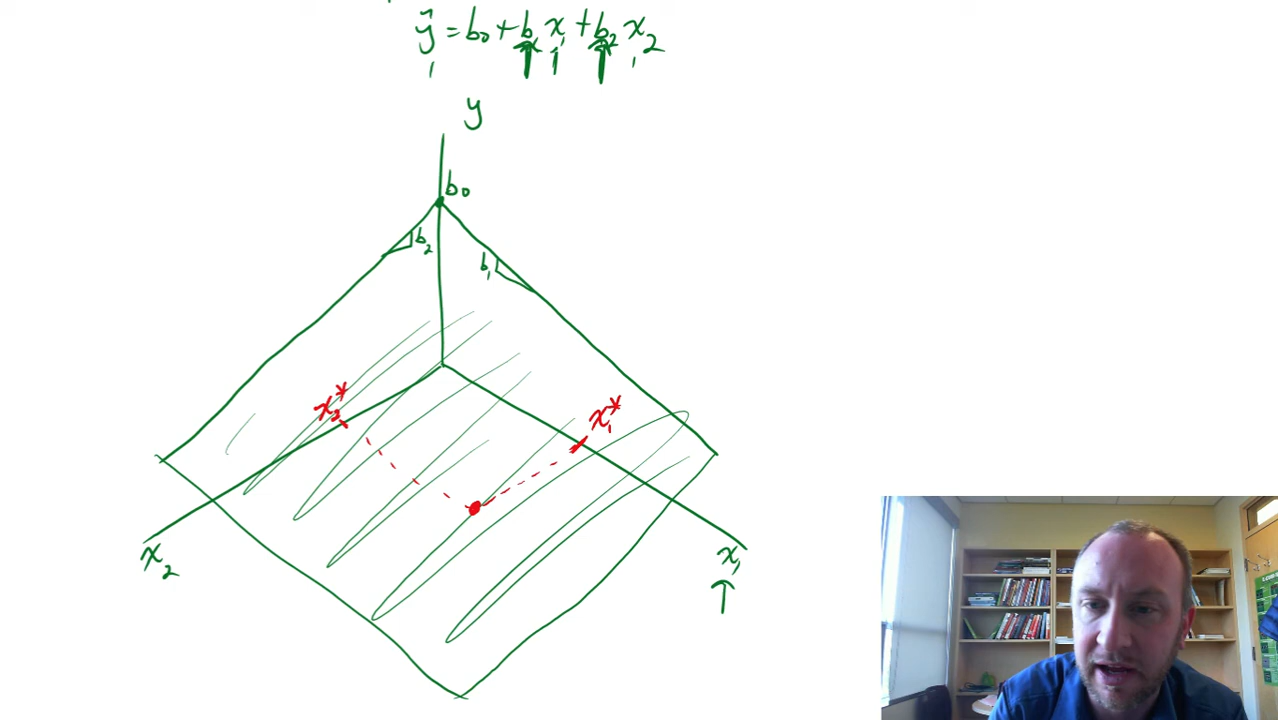 ŷ = b₀ + b₁x₁ + b₂x₂
y
b₀
b₂
b₁
x₂*
x₁*
x₂
x₁